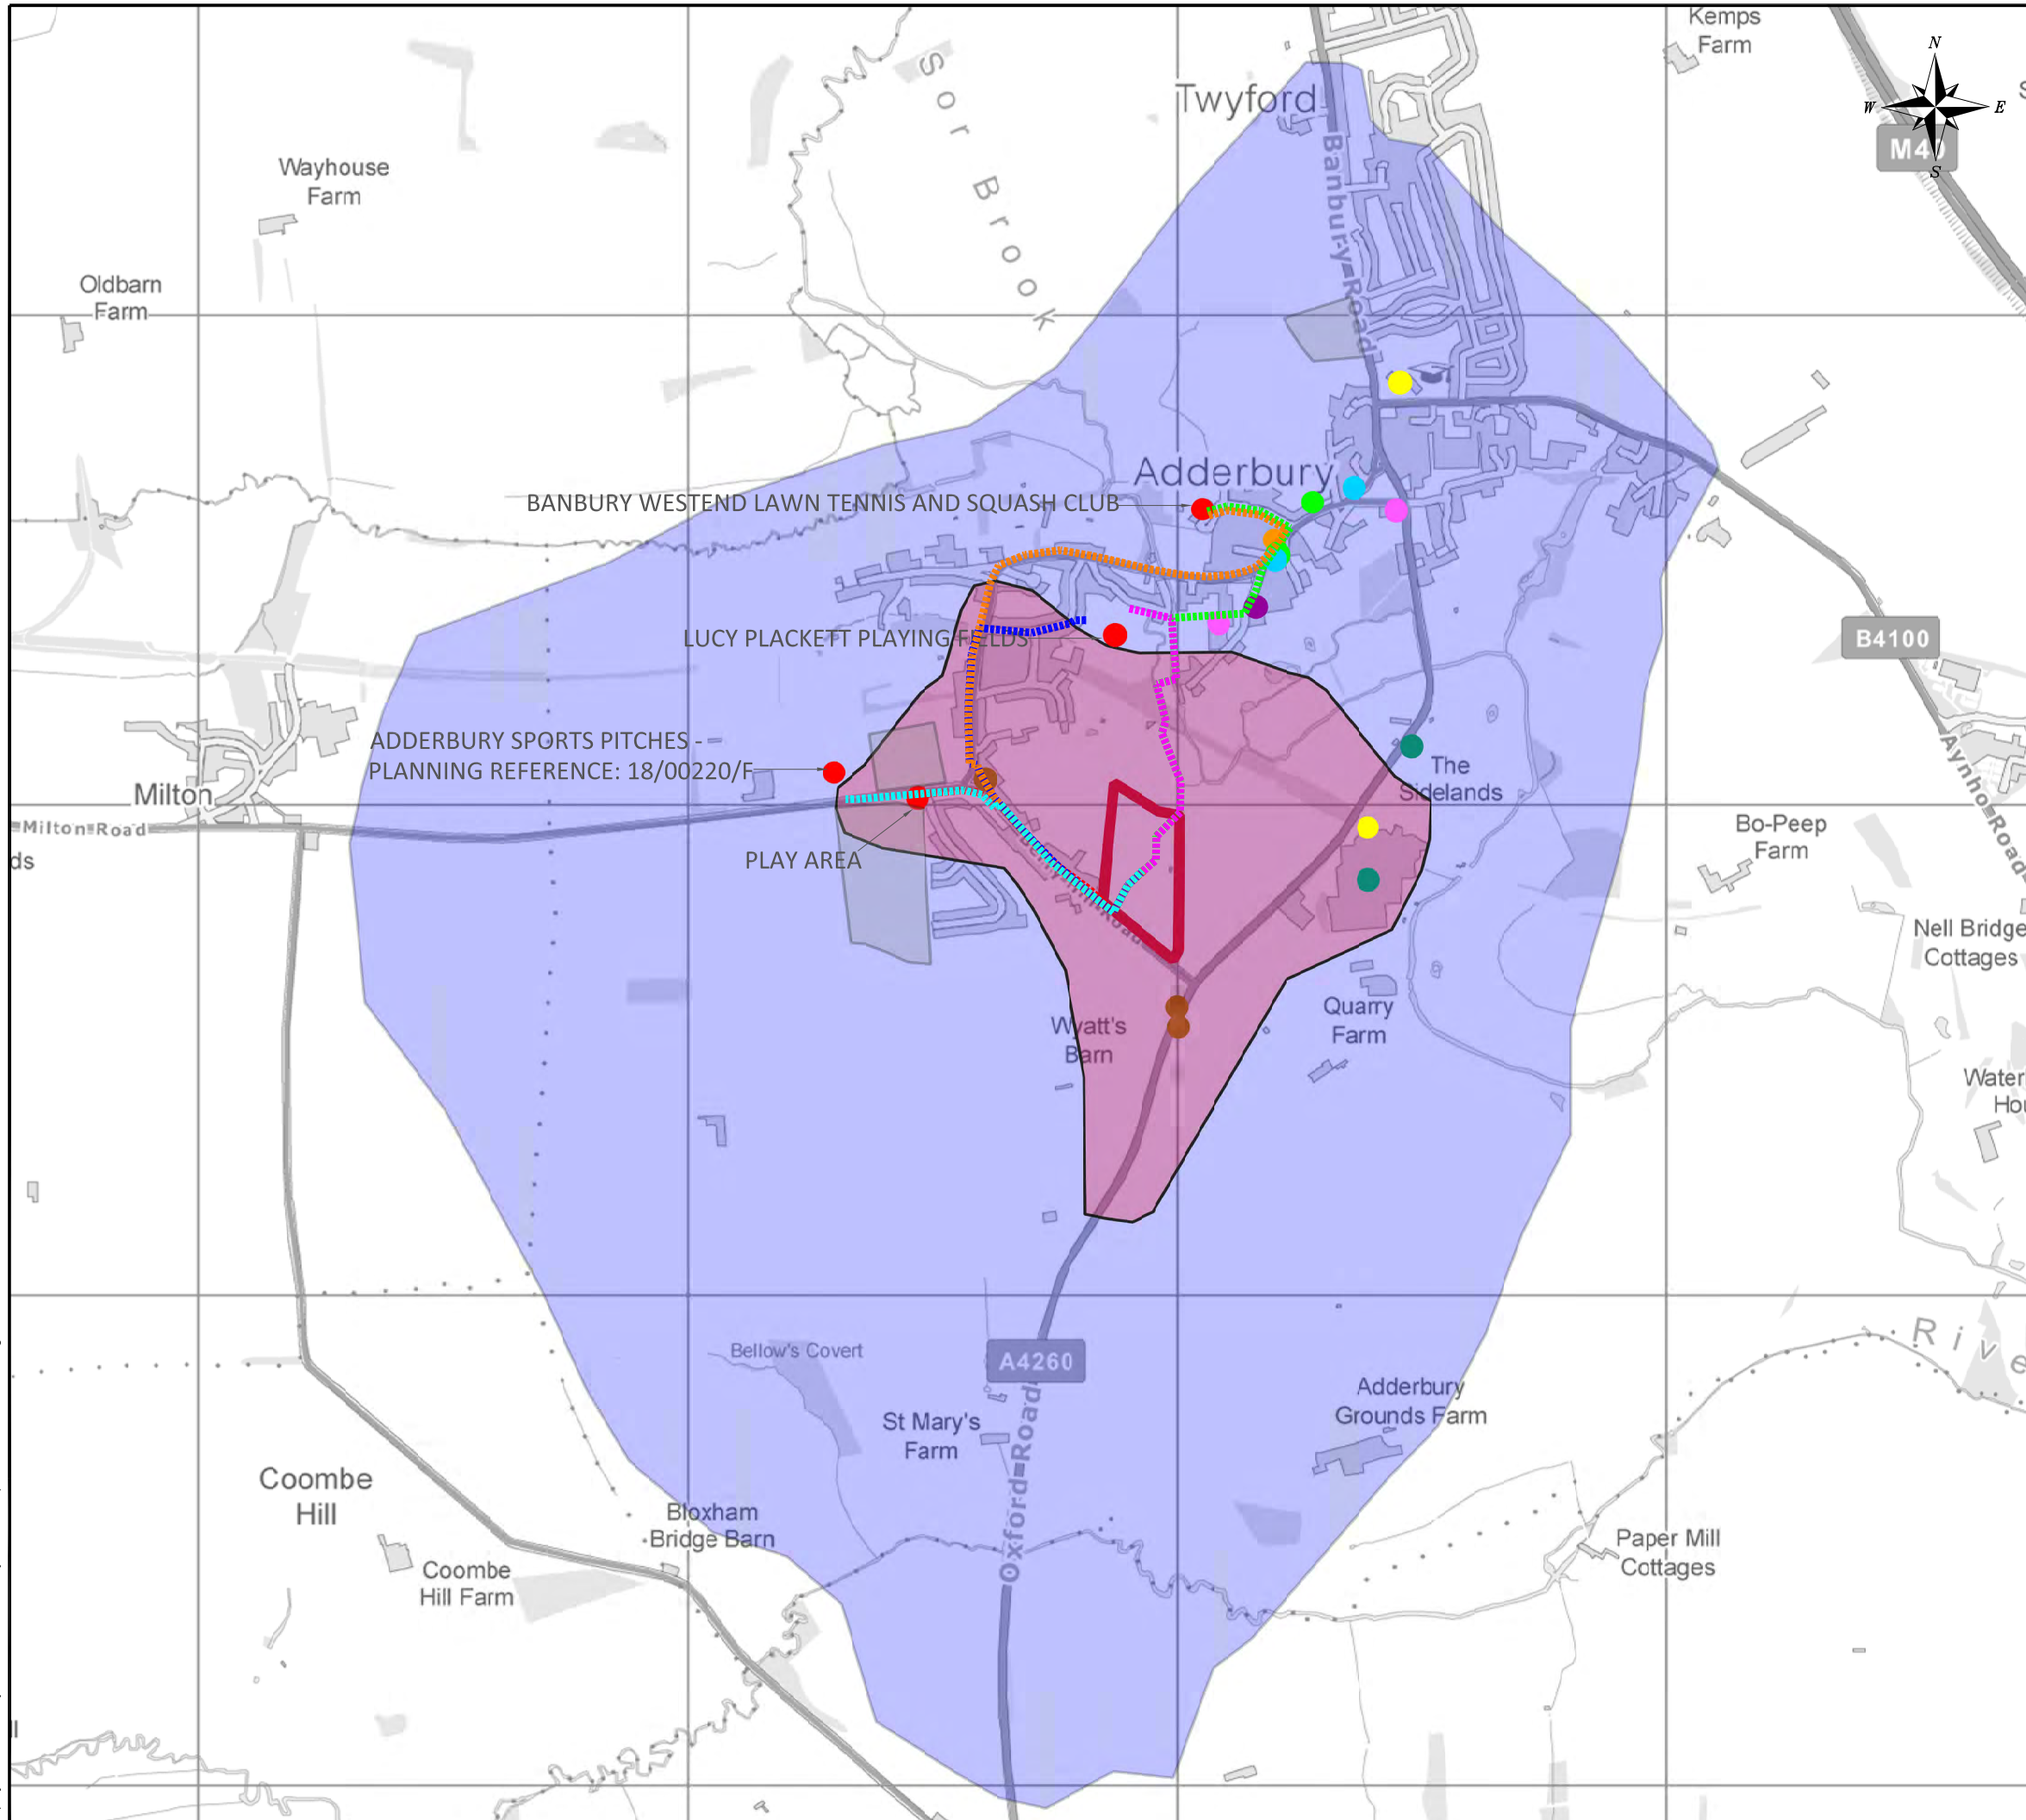 Kemps
Farm
N
W
E
S
M40
Twyford
Sor Brook
Banbury Road
Wayhouse
Farm
Oldbarn
Farm
Adderbury
BANBURY WESTEND LAWN TENNIS AND SQUASH CLUB
LUCY PLACKETT PLAYING FIELDS
B4100
Aynho Road
ADDERBURY SPORTS PITCHES -
PLANNING REFERENCE: 18/00220/F
The
Sidelands
Milton
Milton Road
ds
PLAY AREA
Bo-Peep
Farm
Road
Nell Bridge
Cottages
Quarry
Farm
Wyatt's
Barn
Water
Hou
Rive
Bellow's Covert
A4260
Adderbury
Grounds Farm
St Mary's
Farm
Oxford Road
Coombe
Hill
Bloxham
Bridge Barn
Coombe
Hill Farm
Paper Mill
Cottages
ll